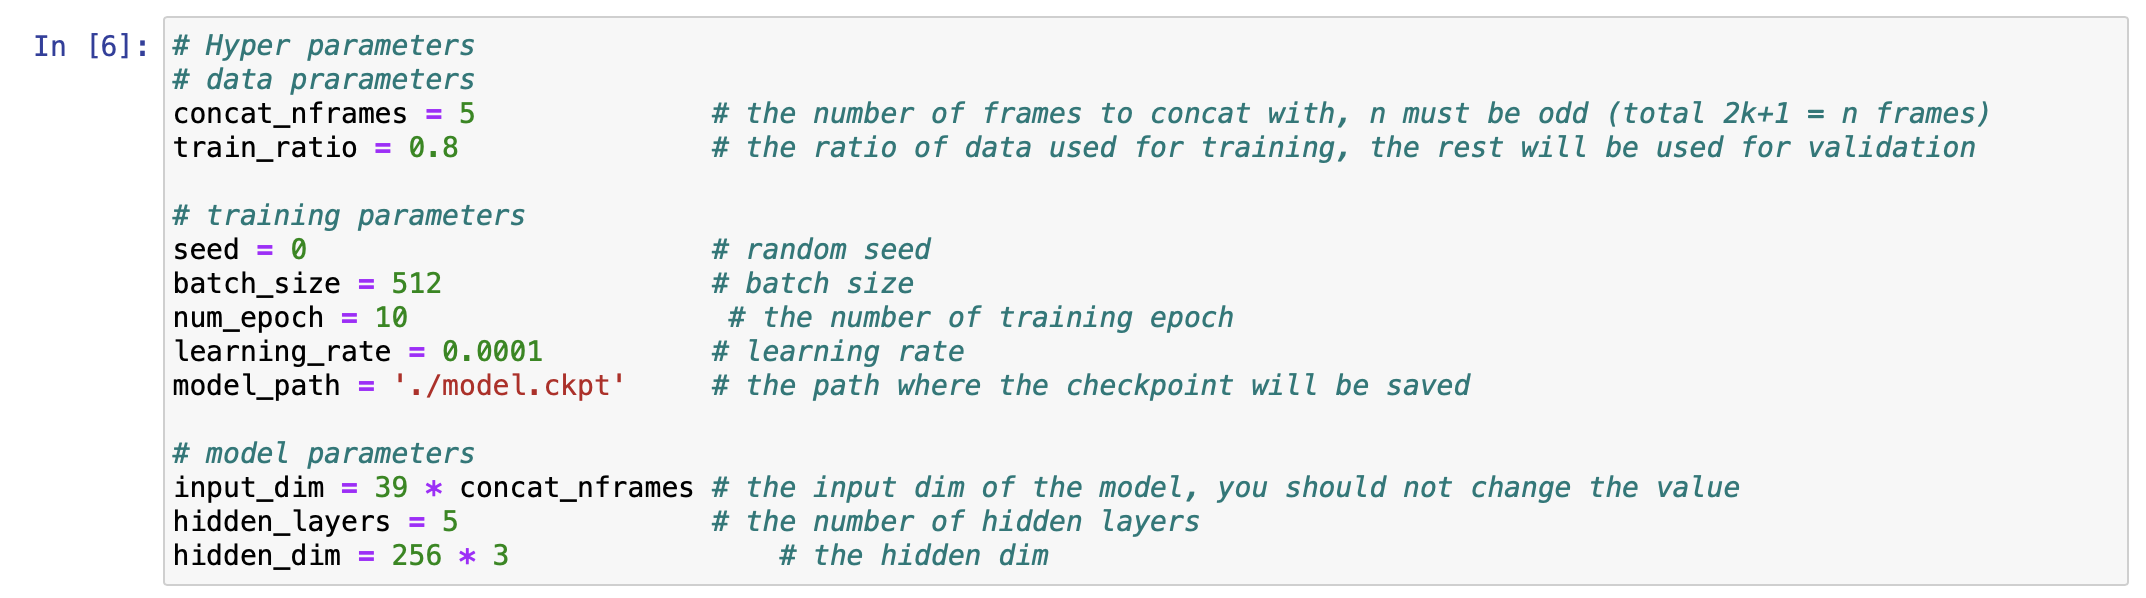 In [6]: # Hyper parameters
# data prarameters
concat_nframes = 5              # the number of frames to concat with, n must be odd (total 2k+1 = n frames)
train_ratio = 0.8               # the ratio of data used for training, the rest will be used for validation

# training parameters
seed = 0                        # random seed
batch_size = 512                # batch size
num_epoch = 10                   # the number of training epoch
learning_rate = 0.0001          # learning rate
model_path = './model.ckpt'     # the path where the checkpoint will be saved

# model parameters
input_dim = 39 * concat_nframes # the input dim of the model, you should not change the value
hidden_layers = 5               # the number of hidden layers
hidden_dim = 256 * 3                # the hidden dim